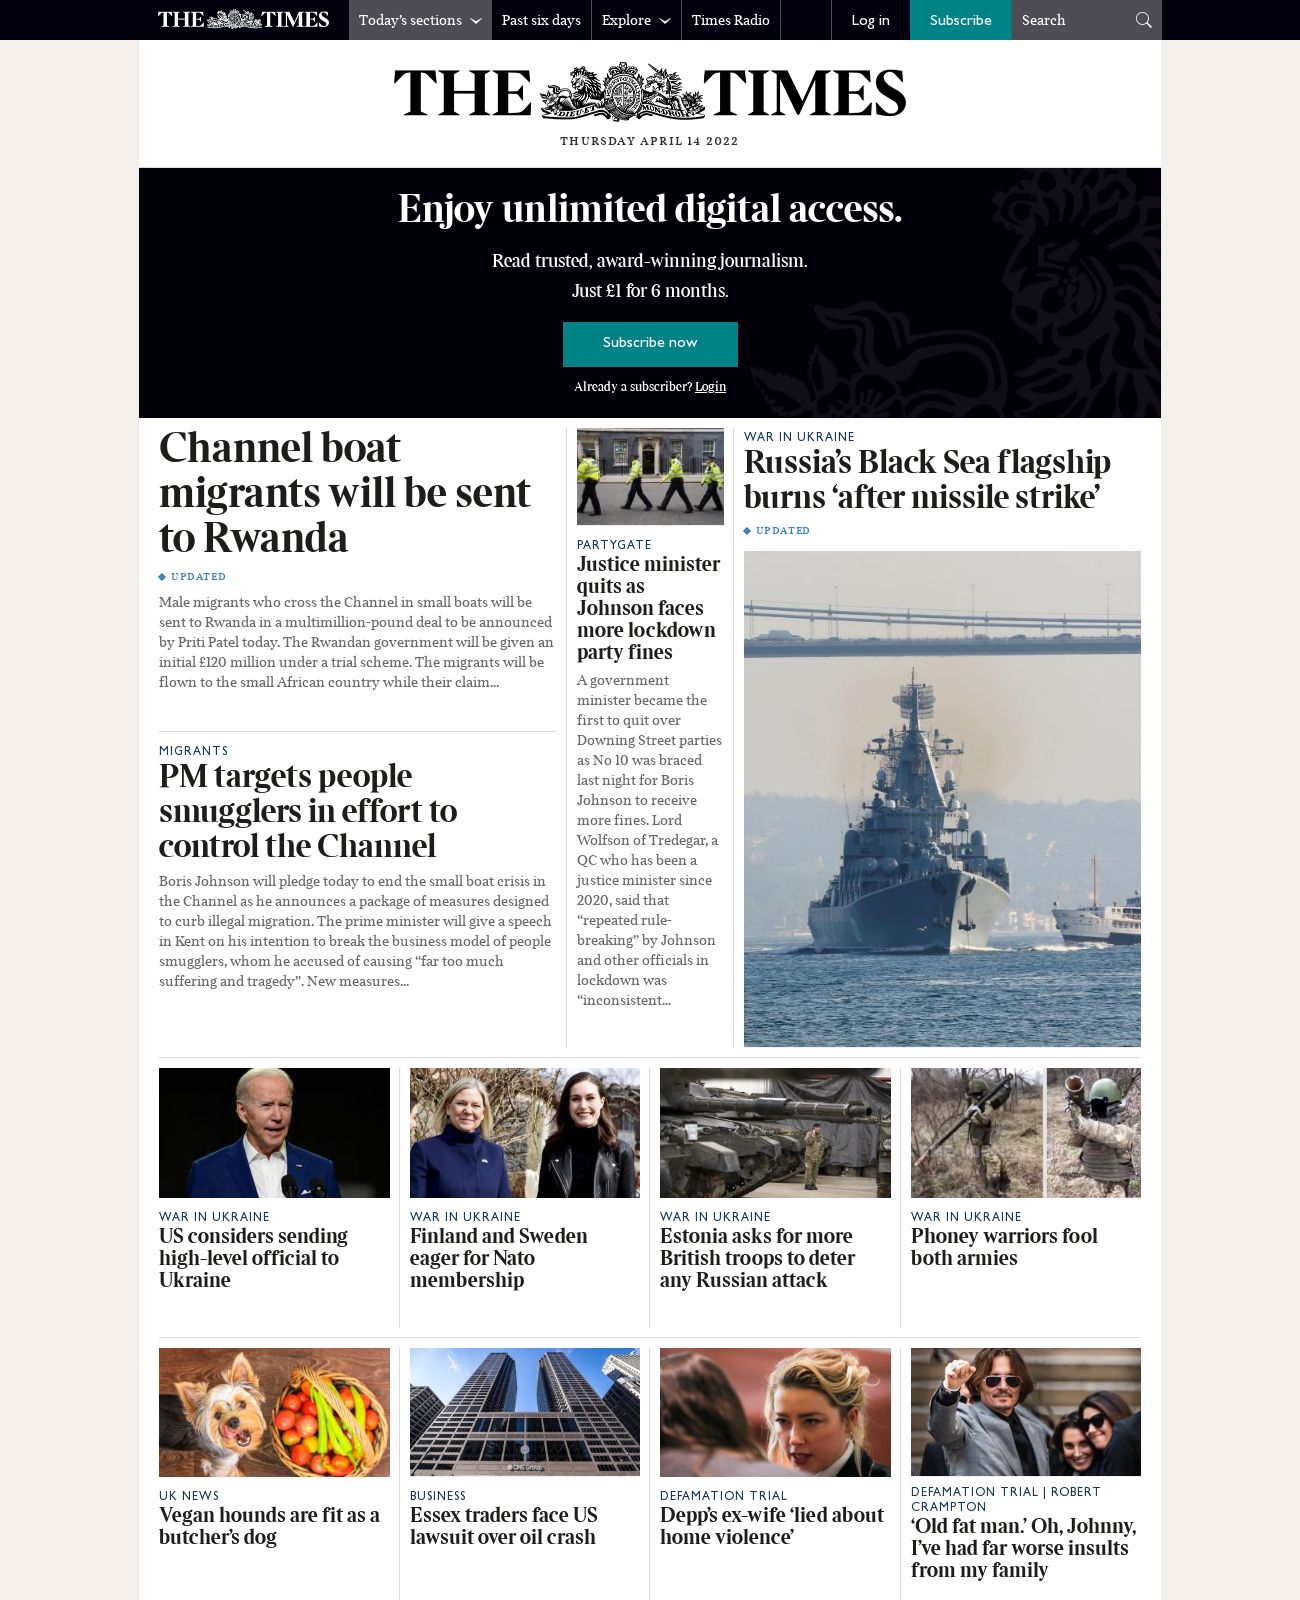 THE TIMES
Today's sections
Past six days
Explore
Times Radio
Log in
Subscribe
Search
THE TIMES
DIEU ET MON DROIT
THURSDAY APRIL 14 2022
Enjoy unlimited digital access.
Read trusted, award-winning journalism.
Just £1 for 6 months.
Subscribe now
Already a subscriber? Login
Channel boat
migrants will be sent
to Rwanda
UPDATED
Male migrants who cross the Channel in small boats will be
sent to Rwanda in a multimillion-pound deal to be announced
by Priti Patel today. The Rwandan government will be given an
initial £120 million under a trial scheme. The migrants will be
flown to the small African country while their claim...
MIGRANTS
PM targets people
smugglers in effort to
control the Channel
Boris Johnson will pledge today to end the small boat crisis in
the Channel as he announces a package of measures designed
to curb illegal migration. The prime minister will give a speech
in Kent on his intention to break the business model of people
smugglers, whom he accused of causing “far too much
suffering and tragedy”. New measures...
PARTYGATE
Justice minister
quits as
Johnson faces
more lockdown
party fines
A government
minister became the
first to quit over
Downing Street parties
as No 10 was braced
last night for Boris
Johnson to receive
more fines. Lord
Wolfson of Tredegar, a
QC who has been a
justice minister since
2020, said that
“repeated rule-
breaking” by Johnson
and other officials in
lockdown was
“inconsistent...
WAR IN UKRAINE
Russia’s Black Sea flagship
burns ‘after missile strike’
UPDATED
WAR IN UKRAINE
US considers sending
high-level official to
Ukraine
WAR IN UKRAINE
Finland and Sweden
eager for Nato
membership
WAR IN UKRAINE
Estonia asks for more
British troops to deter
any Russian attack
WAR IN UKRAINE
Phoney warriors fool
both armies
UK NEWS
Vegan hounds are fit as a
butcher’s dog
CME Group
BUSINESS
Essex traders face US
lawsuit over oil crash
DEFAMATION TRIAL
Depp’s ex-wife ‘lied about
home violence’
DEFAMATION TRIAL | ROBERT
CRAMPTON
‘Old fat man.’ Oh, Johnny,
I’ve had far worse insults
from my family